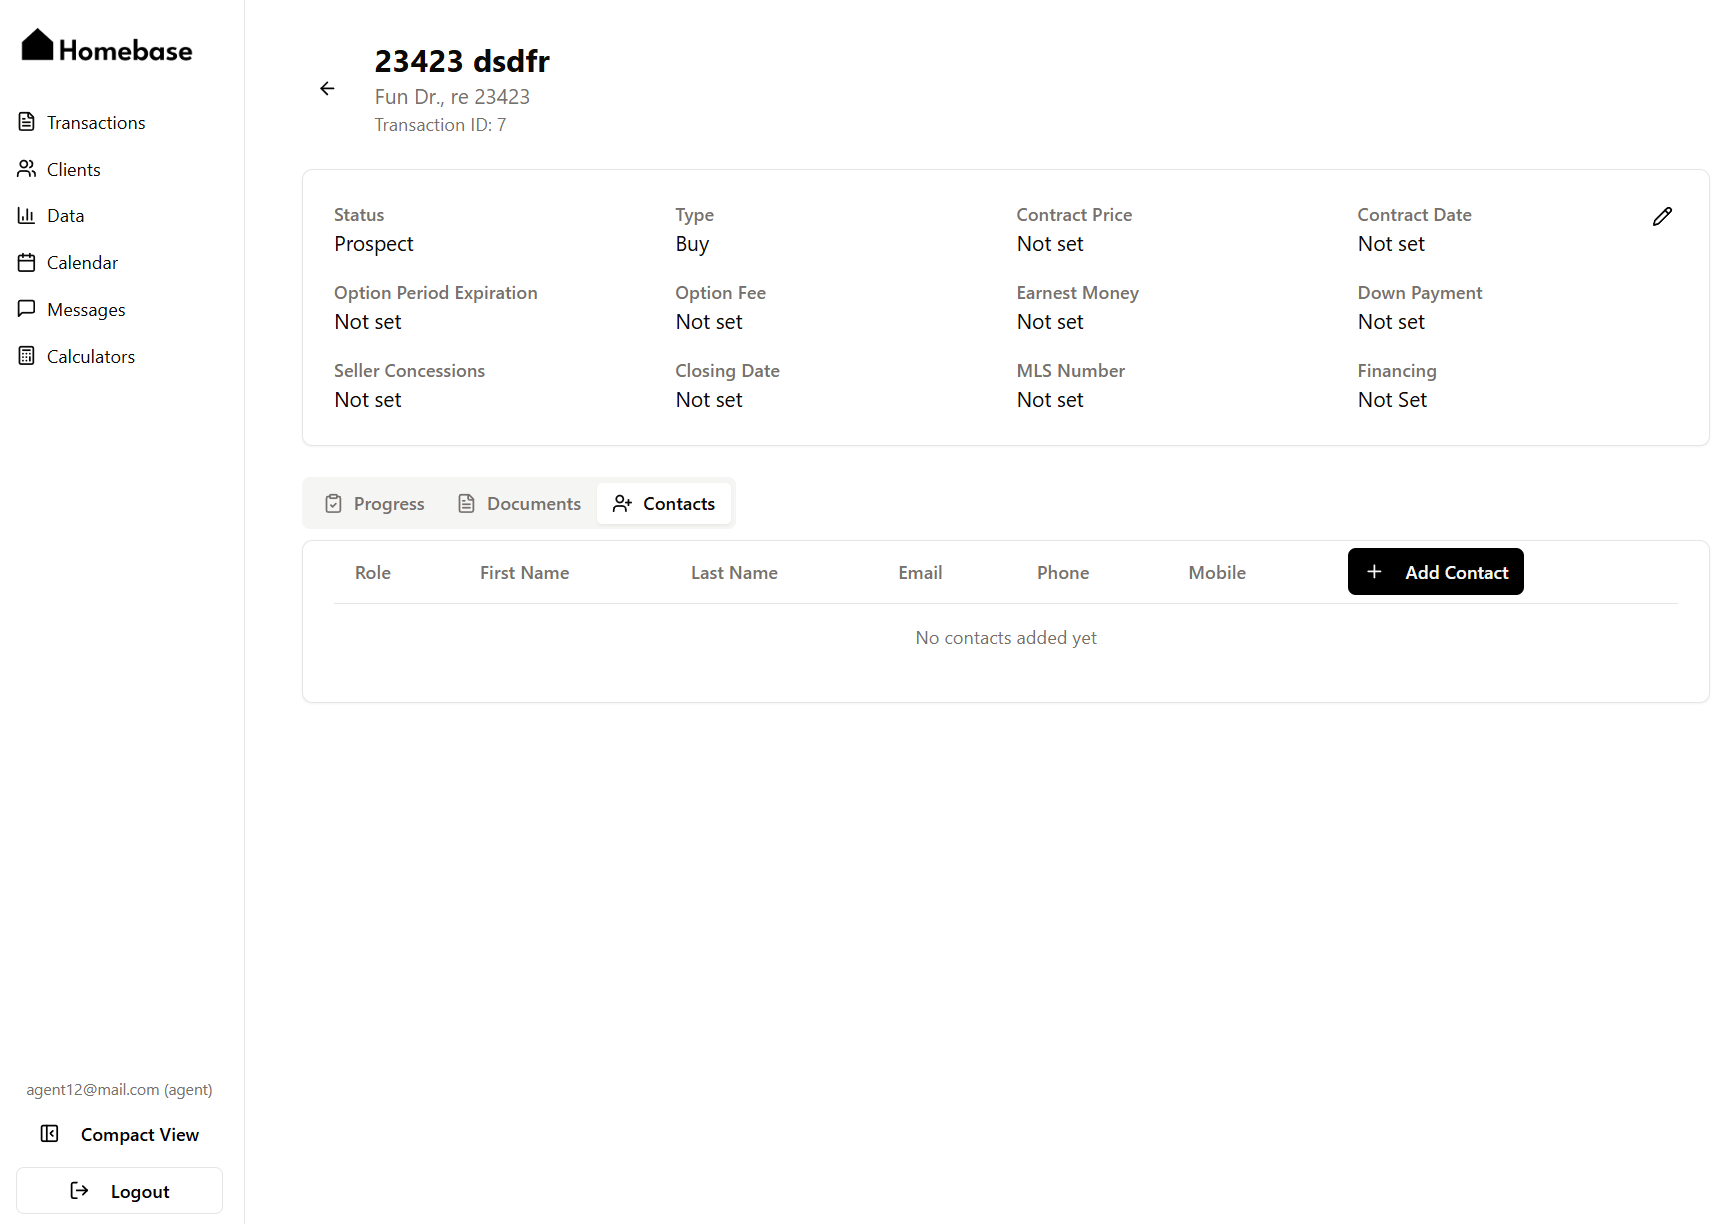 Homebase
Transactions
Clients
Data
Calendar
Messages
Calculators
agent12@mail.com (agent)
Compact View
Logout
23423 dsdfr
Fun Dr., re 23423
Transaction ID: 7
Status Type Contract Price Contract Date
Prospect Buy Not set Not set
Option Period Expiration Option Fee Earnest Money Down Payment
Not set Not set Not set Not set
Seller Concessions Closing Date MLS Number Financing
Not set Not set Not set Not Set
Progress Documents Contacts
Role First Name Last Name Email Phone Mobile Add Contact
No contacts added yet